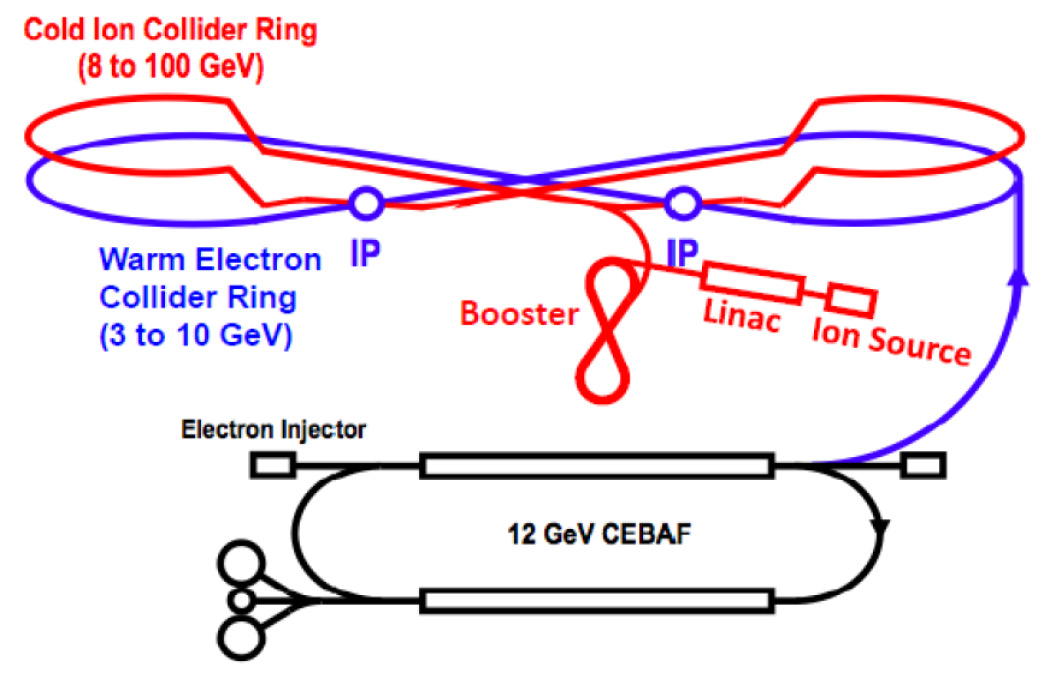 Cold Ion Collider Ring
(8 to 100 GeV)
IP
IP
Warm Electron
Collider Ring
(3 to 10 GeV)
Booster
Linac
Ion Source
Electron Injector
12 GeV CEBAF